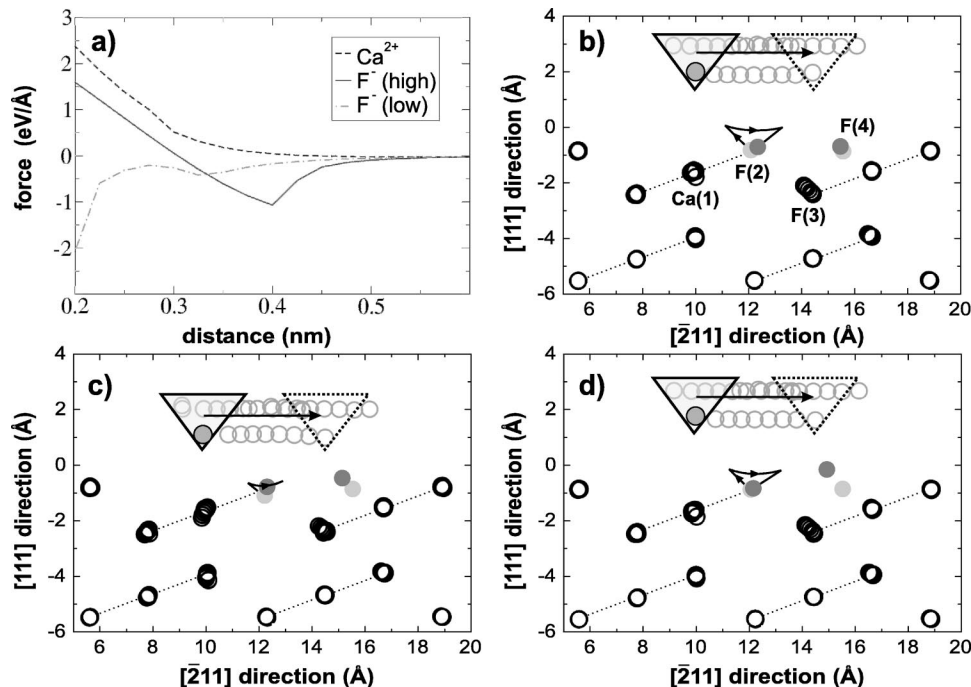 a)
force (eV/Å)
3
2
1
0
-1
-2
0.2
0.3
0.4
0.5
distance (nm)
Ca²⁺
F⁻ (high)
F⁻ (low)
b)
[111] direction (Å)
4
2
0
-2
-4
-6
6 8 10 12 14 16 18 20
[2̅11] direction (Å)
Ca(1)
F(2)
F(3)
F(4)
c)
[111] direction (Å)
4
2
0
-2
-4
-6
6 8 10 12 14 16 18 20
[2̅11] direction (Å)
d)
[111] direction (Å)
4
2
0
-2
-4
-6
6 8 10 12 14 16 18 20
[2̅11] direction (Å)